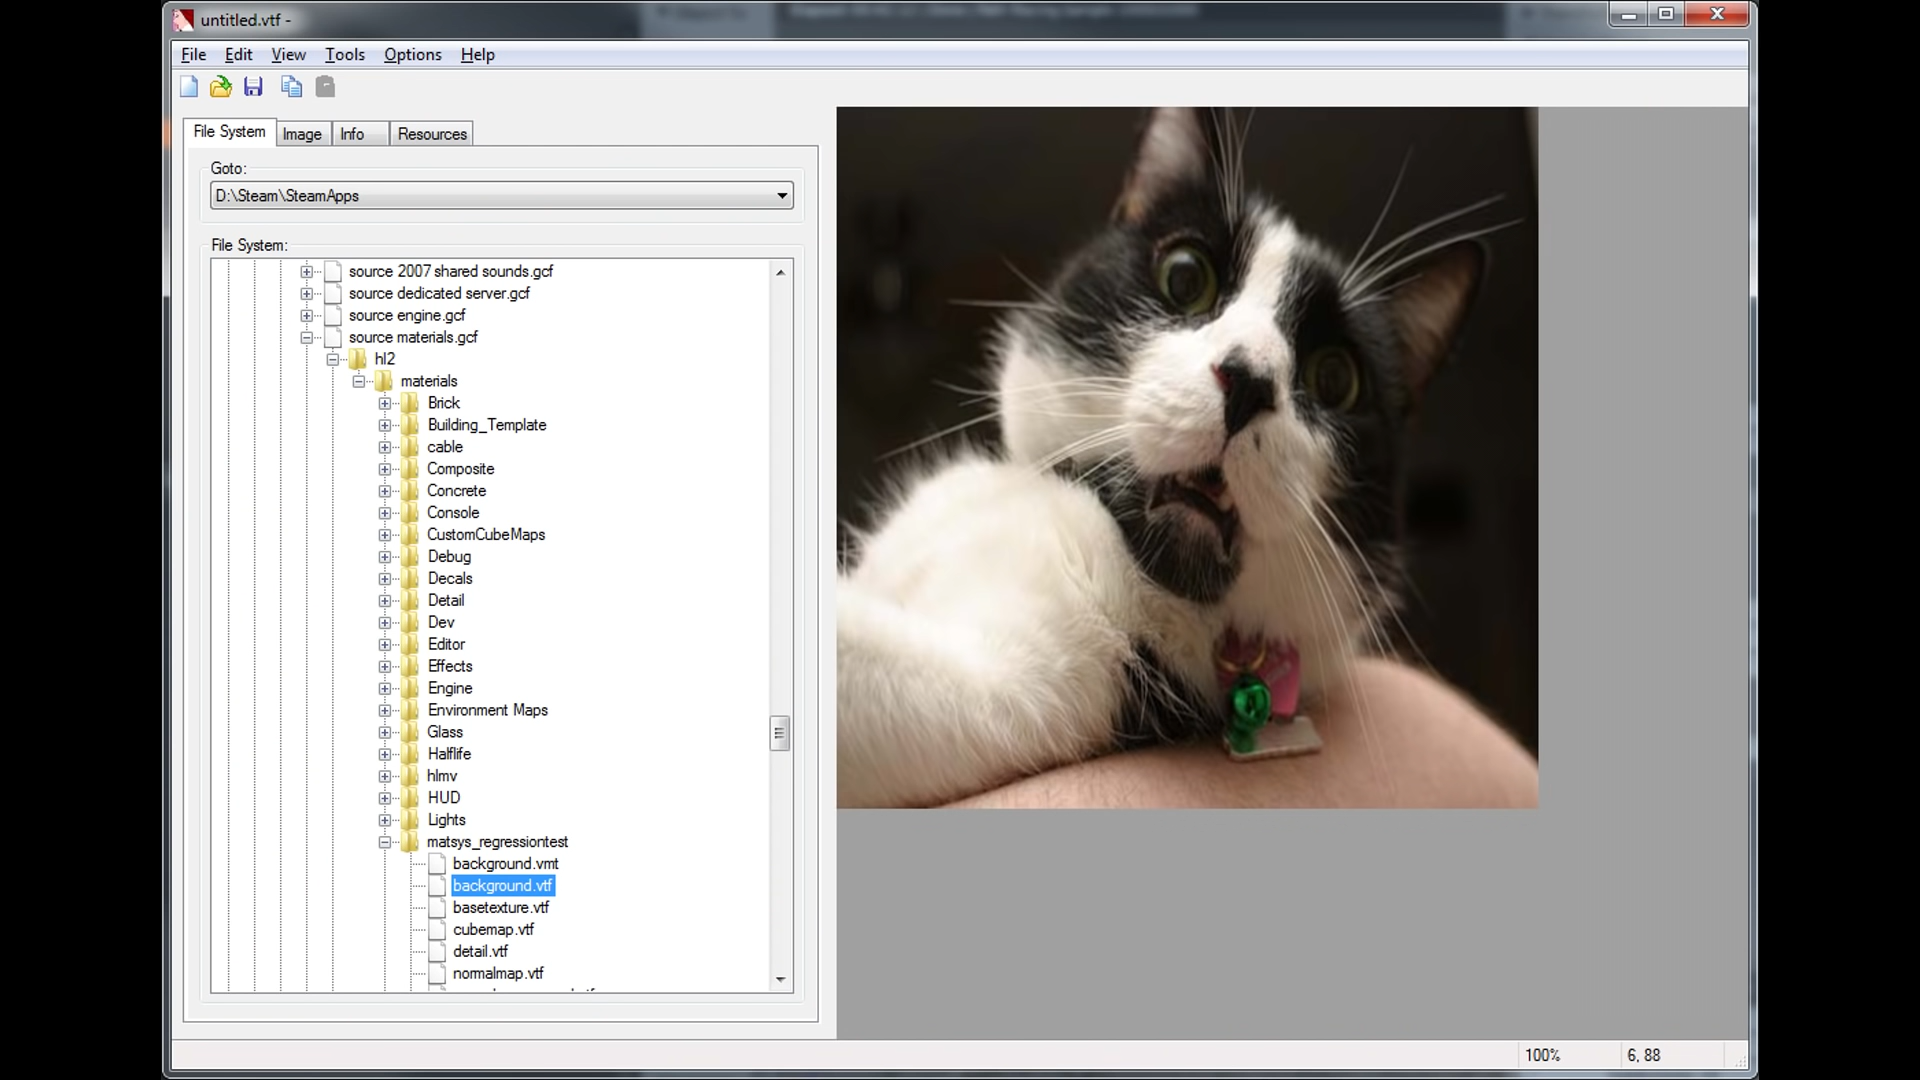 untitled.vtf -
File Edit View Tools Options Help
File System Image Info Resources
Goto:
D:\Steam\SteamApps
File System:
source 2007 shared sounds.gcf
source dedicated server.gcf
source engine.gcf
source materials.gcf
hl2
materials
Brick
Building_Template
cable
Composite
Concrete
Console
CustomCubeMaps
Debug
Decals
Detail
Dev
Editor
Effects
Engine
Environment Maps
Glass
Halflife
hlmv
HUD
Lights
matsys_regressiontest
background.vmt
background.vtf
basetexture.vtf
cubemap.vtf
detail.vtf
normalmap.vtf
100% 6, 88